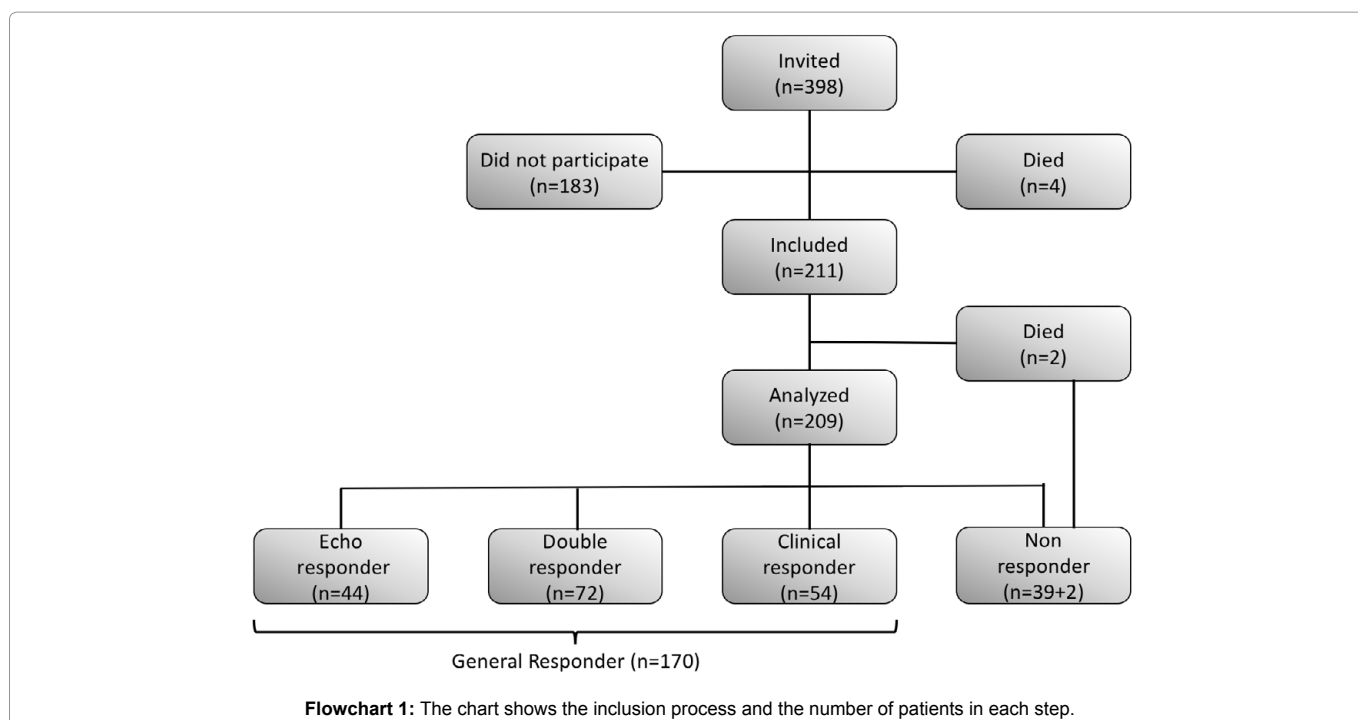 Invited
(n=398)
Did not participate
(n=183)
Died
(n=4)
Included
(n=211)
Died
(n=2)
Analyzed
(n=209)
Echo
responder
(n=44)
Double
responder
(n=72)
Clinical
responder
(n=54)
Non
responder
(n=39+2)
General Responder (n=170)
Flowchart 1: The chart shows the inclusion process and the number of patients in each step.